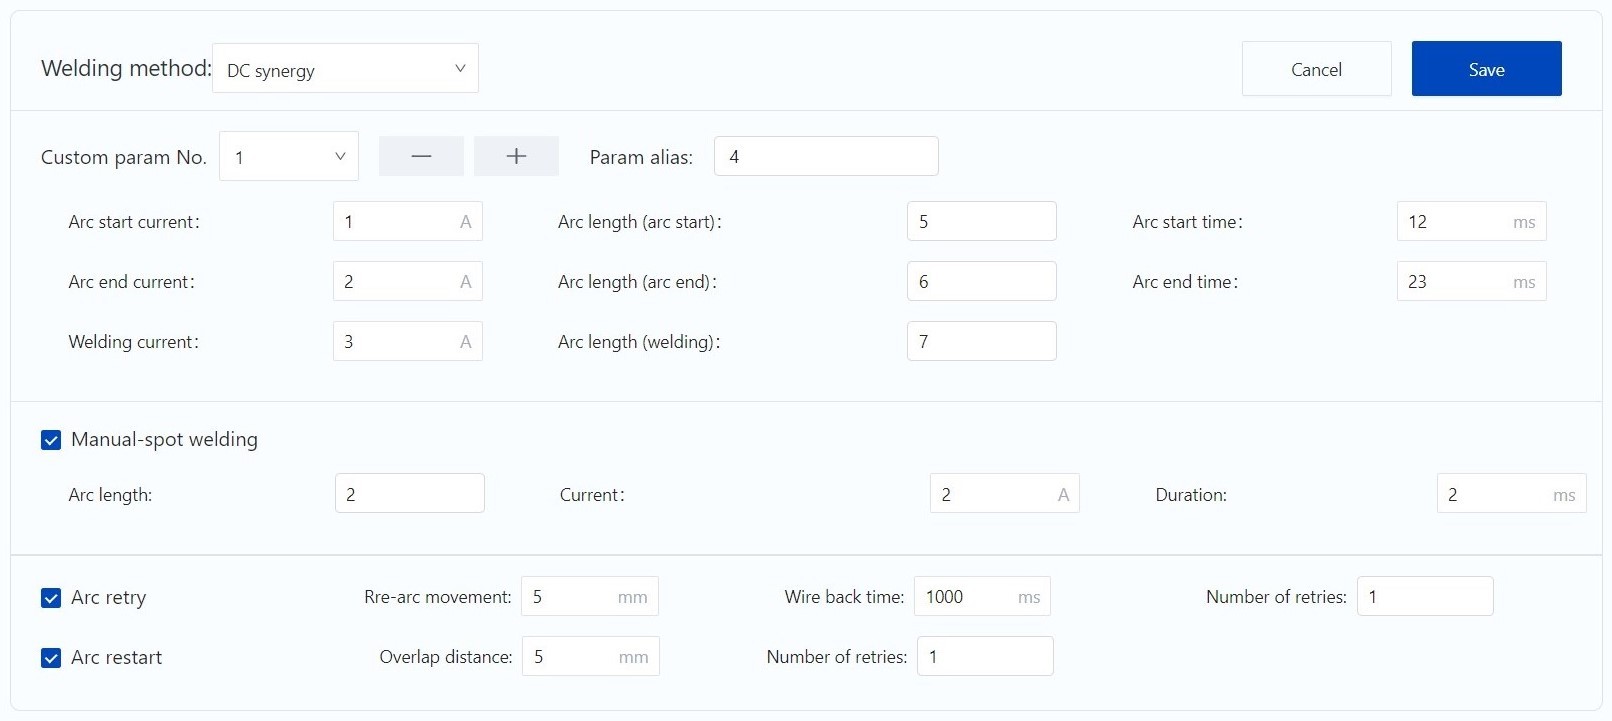 Welding method: DC synergy Cancel Save
Custom param No. 1 — + Param alias: 4
Arc start current: 1 A Arc length (arc start): 5 Arc start time: 12 ms
Arc end current: 2 A Arc length (arc end): 6 Arc end time: 23 ms
Welding current: 3 A Arc length (welding): 7
Manual-spot welding
Arc length: 2 Current: 2 A Duration: 2 ms
Arc retry Rre-arc movement: 5 mm Wire back time: 1000 ms Number of retries: 1
Arc restart Overlap distance: 5 mm Number of retries: 1